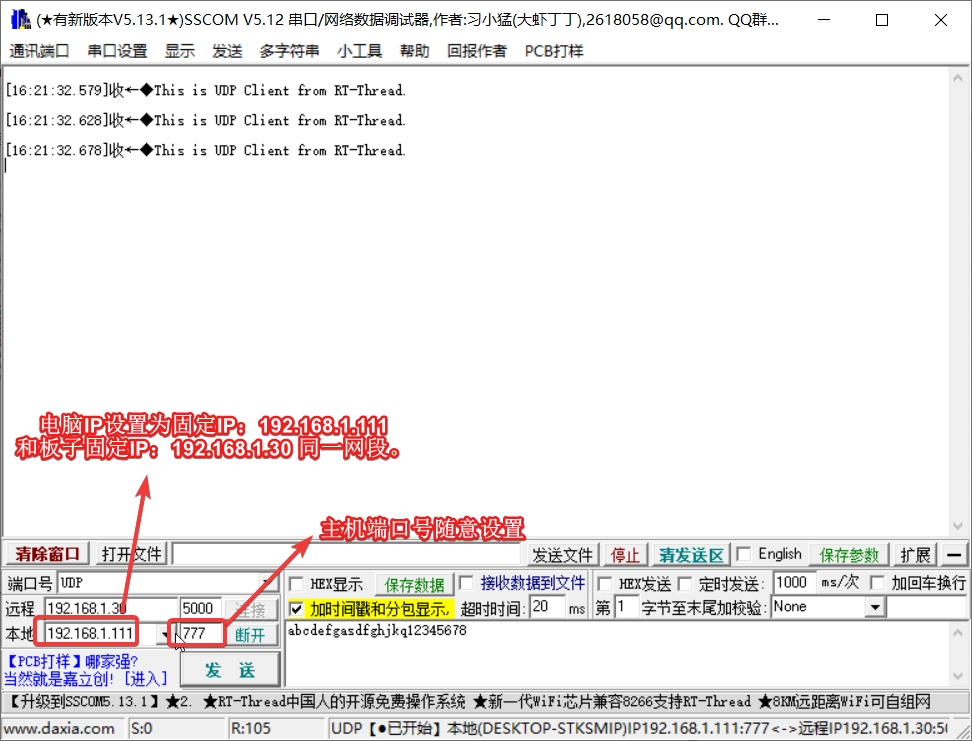 (★有新版本V5.13.1★)SSCOM V5.12 串口/网络数据调试器,作者:习小猛(大虾丁丁),2618058@qq.com. QQ群...
通讯端口 串口设置 显示 发送 多字符串 小工具 帮助 回报作者 PCB打样
[16:21:32.579]收←◆This is UDP Client from RT-Thread.
[16:21:32.628]收←◆This is UDP Client from RT-Thread.
[16:21:32.678]收←◆This is UDP Client from RT-Thread.
电脑IP设置为固定IP：192.168.1.111
和板子固定IP：192.168.1.30 同一网段。
主机端口号随意设置
清除窗口 打开文件 发送文件 停止 清发送区 English 保存参数 扩展
端口号 UDP HEX显示 保存数据 接收数据到文件 HEX发送 定时发送: 1000 ms/次 加回车换行
远程 192.168.1.30 5000 连接 加时间戳和分包显示, 超时时间: 20 ms 第 1 字节至末尾加校验: None
本地 192.168.1.111 777 断开 abcdefgasdfghjkq12345678
【PCB打样】哪家强?
当然就是嘉立创! [进入] 发 送
【升级到SSCOM5.13.1】★2. ★RT-Thread中国人的开源免费操作系统 ★新一代WiFi芯片兼容8266支持RT-Thread ★8KM远距离WiFi可自组网
www.daxia.com S:0 R:105 UDP【●已开始】本地(DESKTOP-STKSMIP)IP192.168.1.111:777<->远程IP192.168.1.30:50